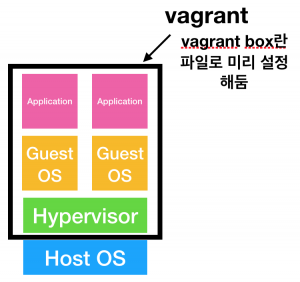 vagrant
vagrant box란
파일로 미리 설정
해둠
Application
Application
Guest
OS
Guest
OS
Hypervisor
Host OS